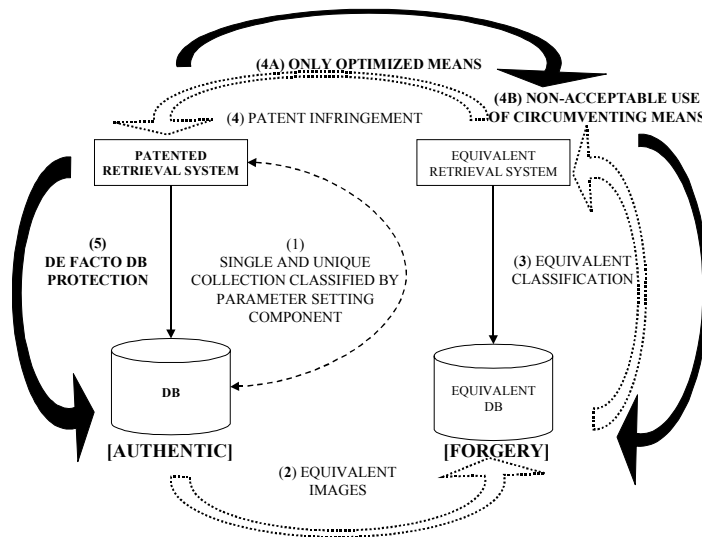 (4A) ONLY OPTIMIZED MEANS
(4B) NON-ACCEPTABLE USE
OF CIRCUMVENTING MEANS
(4) PATENT INFRINGEMENT
PATENTED
RETRIEVAL SYSTEM
EQUIVALENT
RETRIEVAL SYSTEM
(5)
DE FACTO DB
PROTECTION
(1)
SINGLE AND UNIQUE
COLLECTION CLASSIFIED BY
PARAMETER SETTING
COMPONENT
(3) EQUIVALENT
CLASSIFICATION
DB
EQUIVALENT
DB
[AUTHENTIC]
[FORGERY]
(2) EQUIVALENT
IMAGES